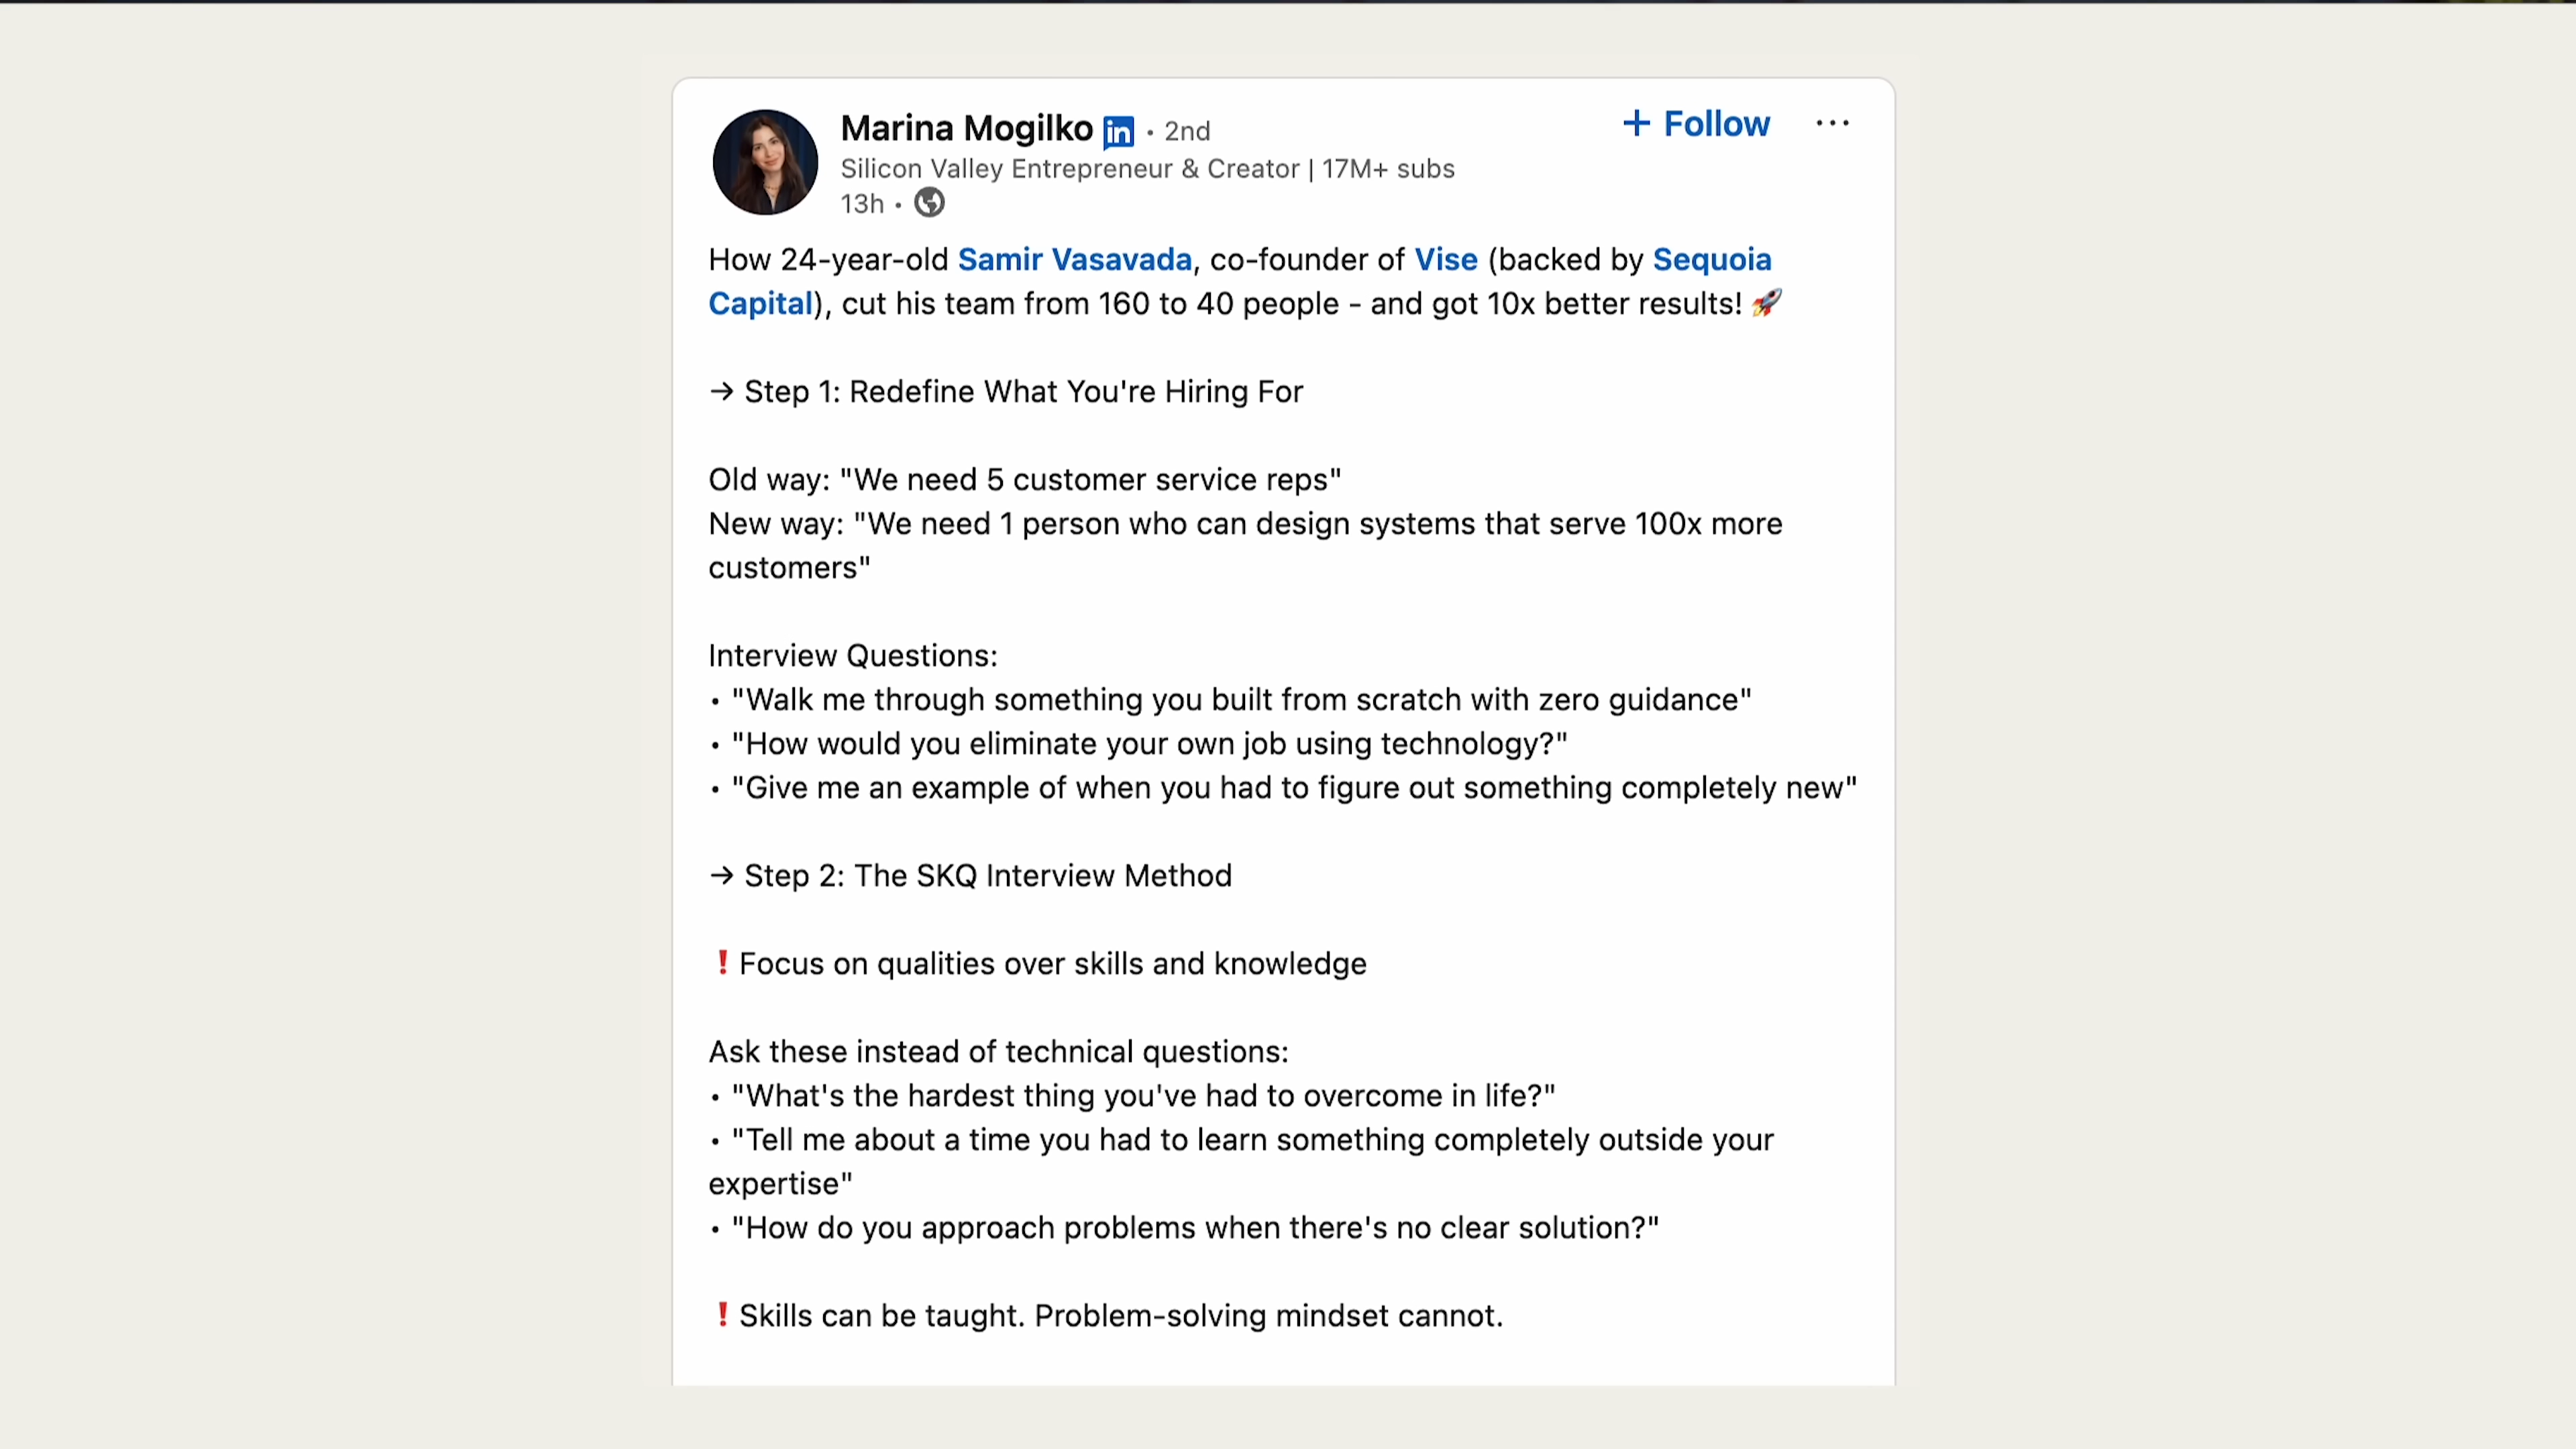 Marina Mogilko in • 2nd
+ Follow ...
Silicon Valley Entrepreneur & Creator | 17M+ subs
13h •
How 24-year-old Samir Vasavada, co-founder of Vise (backed by Sequoia
Capital), cut his team from 160 to 40 people - and got 10x better results! 🚀
→ Step 1: Redefine What You're Hiring For
Old way: "We need 5 customer service reps"
New way: "We need 1 person who can design systems that serve 100x more
customers"
Interview Questions:
• "Walk me through something you built from scratch with zero guidance"
• "How would you eliminate your own job using technology?"
• "Give me an example of when you had to figure out something completely new"
→ Step 2: The SKQ Interview Method
❗Focus on qualities over skills and knowledge
Ask these instead of technical questions:
• "What's the hardest thing you've had to overcome in life?"
• "Tell me about a time you had to learn something completely outside your
expertise"
• "How do you approach problems when there's no clear solution?"
❗Skills can be taught. Problem-solving mindset cannot.